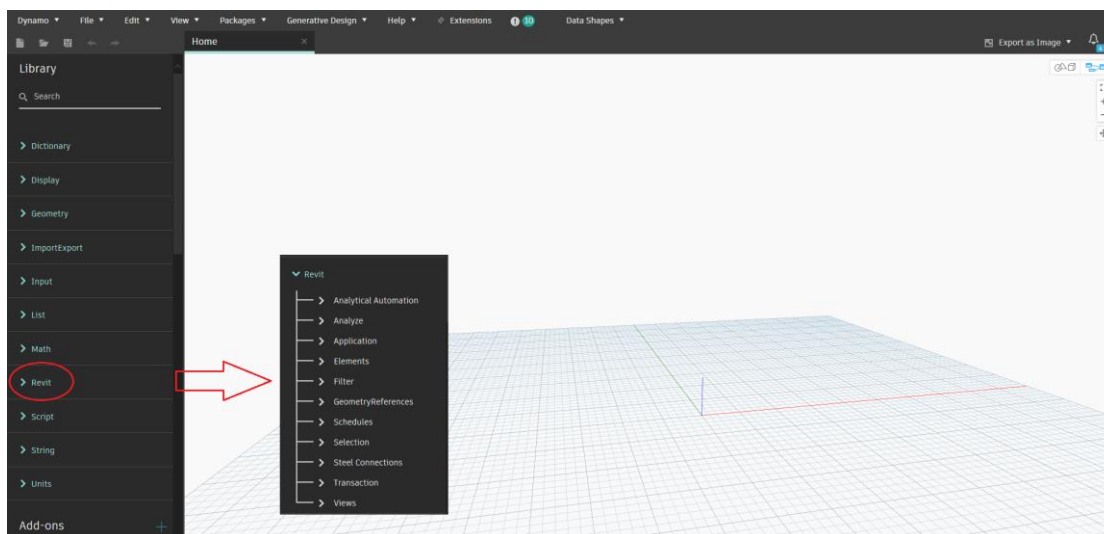 Dynamo File Edit View Packages Generative Design Help Extensions 10 Data Shapes
Home × Export as Image
Library
Search
Dictionary
Display
Geometry
ImportExport
Input
List
Math
Revit
Script
String
Units
Add-ons
Revit
Analytical Automation
Analyze
Application
Elements
Filter
GeometryReferences
Schedules
Selection
Steel Connections
Transaction
Views